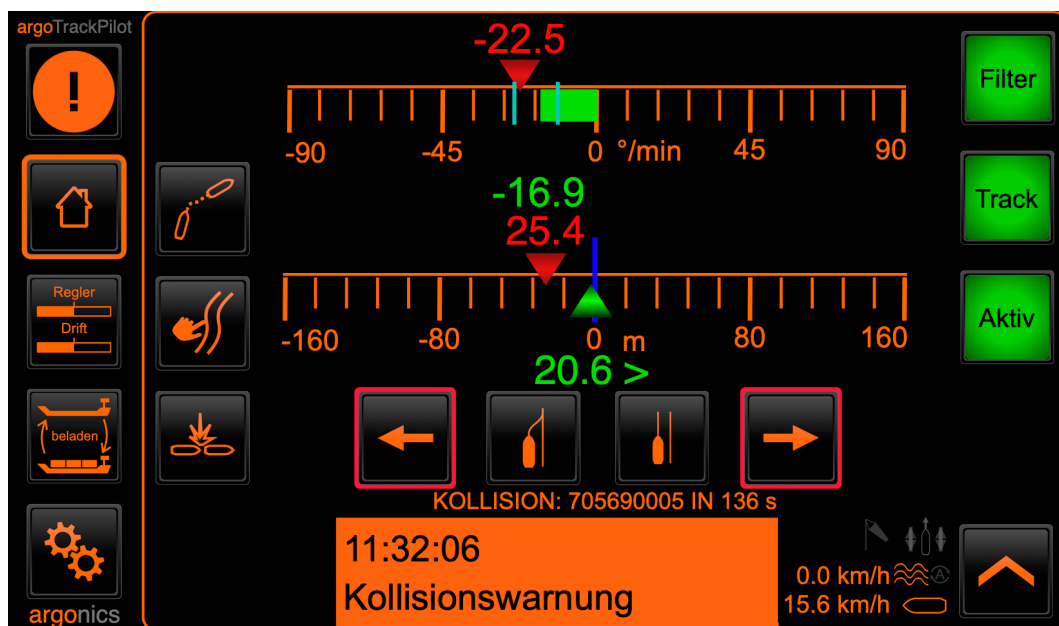 argoTrackPilot
-22.5
Filter
-90 -45 0 °/min 45 90
-16.9
Track
25.4
Regler
Drift
Aktiv
-160 -80 0 m 80 160
20.6 >
beladen
KOLLISION: 705690005 IN 136 s
11:32:06
Kollisionswarnung
0.0 km/h A
15.6 km/h
argonics